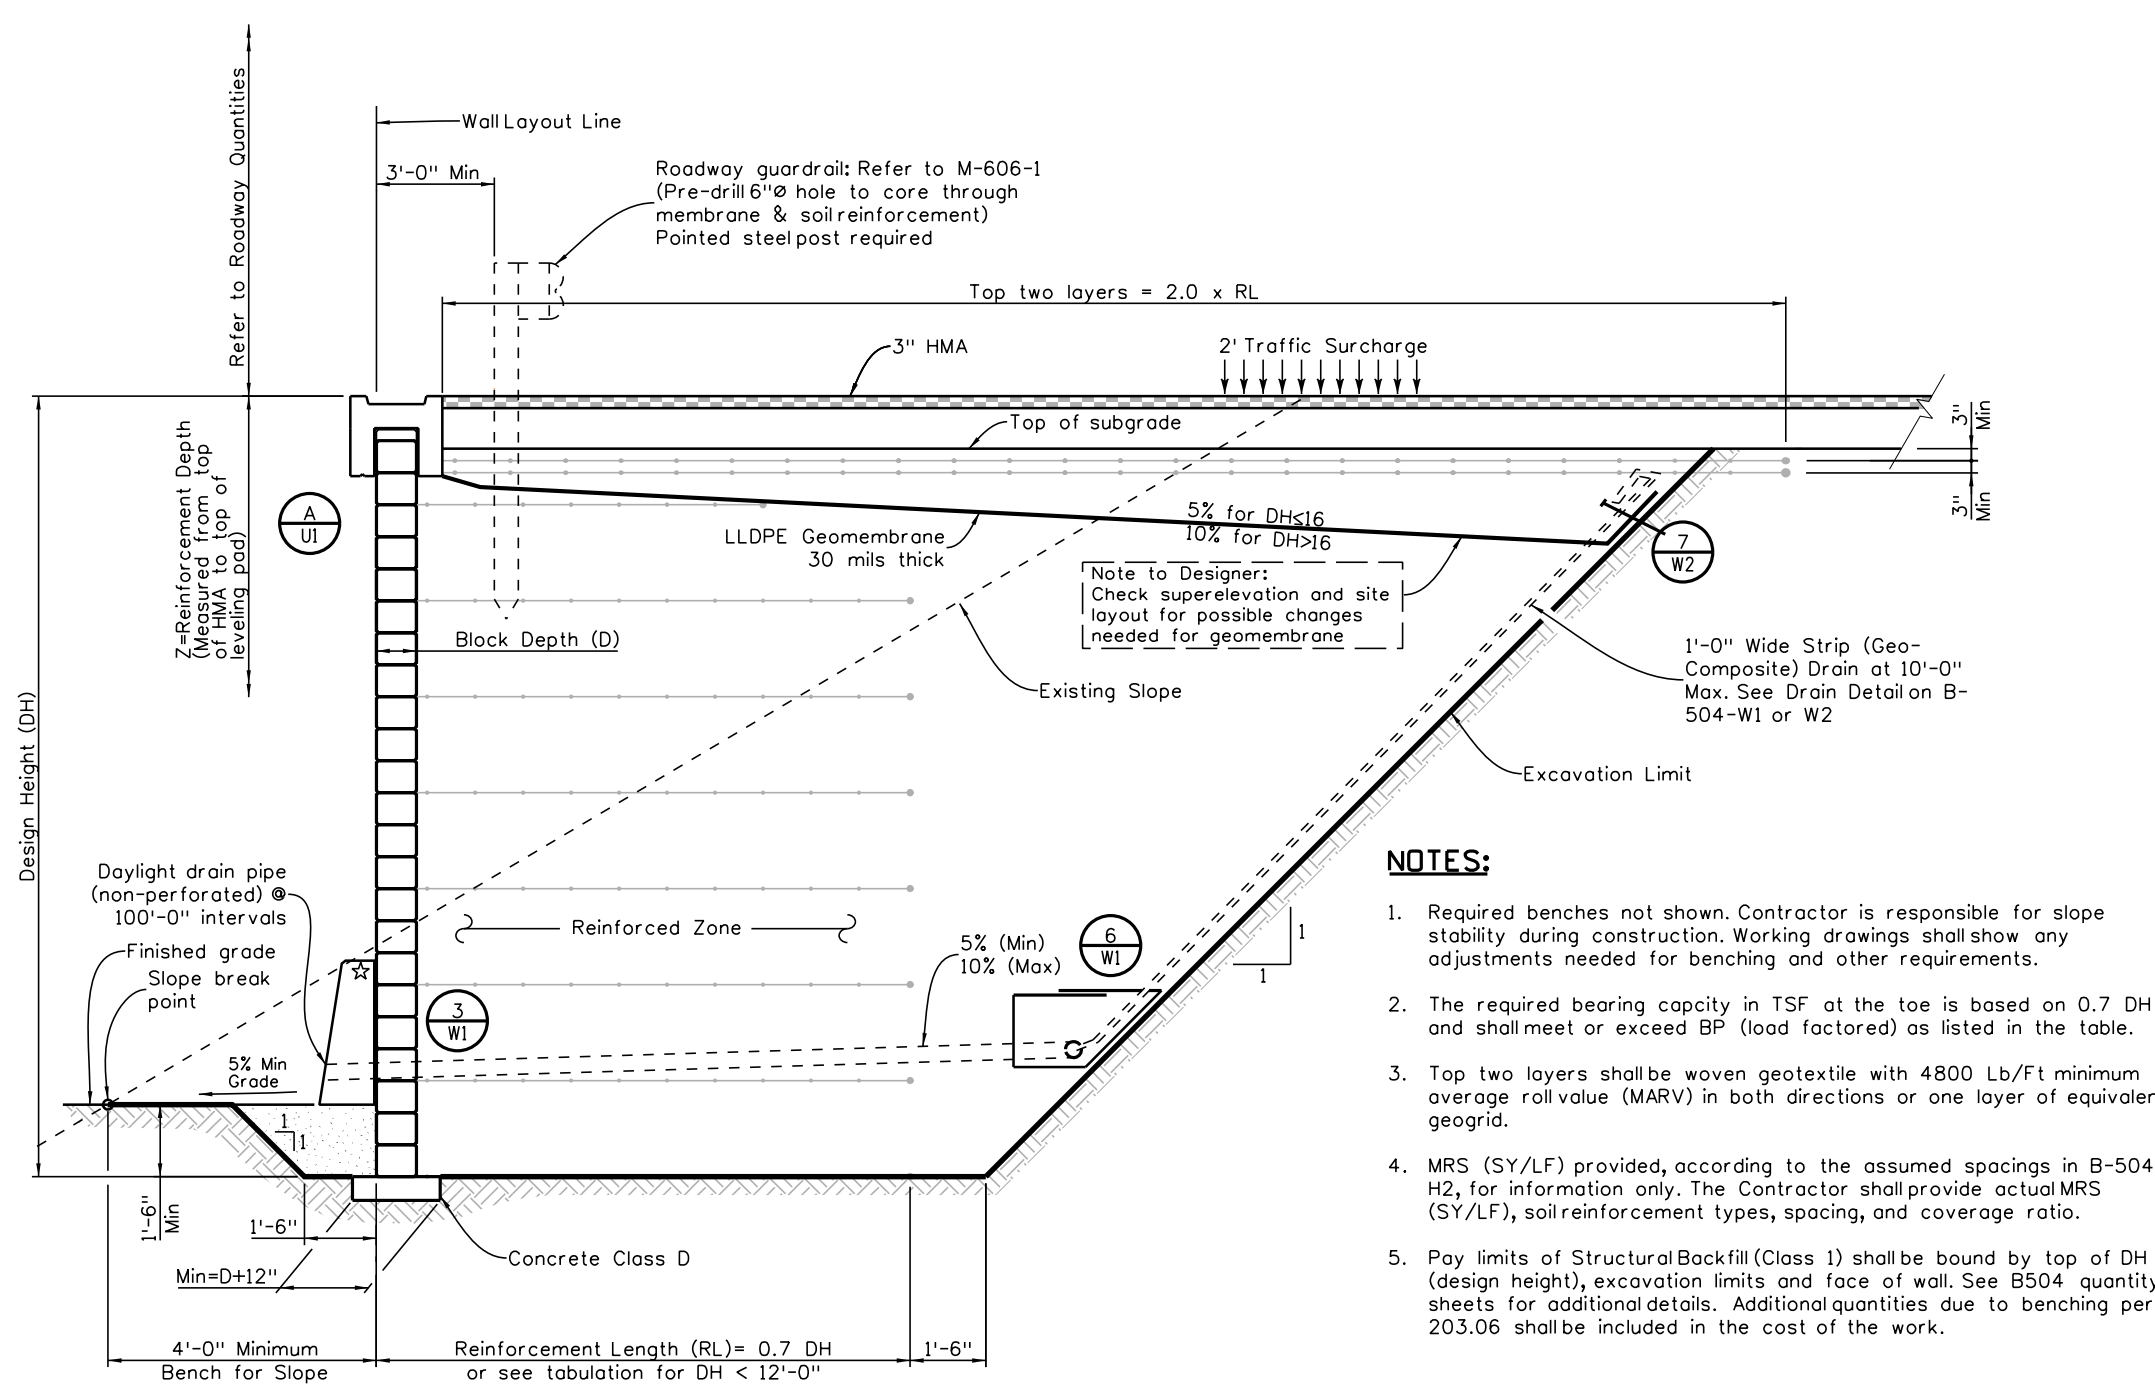 Refer to Roadway Quantities
Wall Layout Line
3'-0" Min
Roadway guardrail: Refer to M-606-1
(Pre-drill 6"Ø hole to core through
membrane & soil reinforcement)
Pointed steel post required
Top two layers = 2.0 x RL
3" HMA
2' Traffic Surcharge
Top of subgrade
3"
Min
3"
Min
Z=Reinforcement Depth
(Measured from top
of HMA to top of
leveling pad)
A
U1
LLDPE Geomembrane
30 mils thick
5% for DH≤16
10% for DH>16
7
W2
Note to Designer:
Check superelevation and site
layout for possible changes
needed for geomembrane
Block Depth (D)
1'-0" Wide Strip (Geo-
Composite) Drain at 10'-0"
Max. See Drain Detail on B-
504-W1 or W2
Existing Slope
Excavation Limit
Design Height (DH)
Daylight drain pipe
(non-perforated) @
100'-0" intervals
Finished grade
Slope break
point
Reinforced Zone
5% (Min)
10% (Max)
6
W1
1
1
3
W1
5% Min
Grade
1
1
1'-6"
Min
1'-6"
Min=D+12"
Concrete Class D
4'-0" Minimum
Bench for Slope
Reinforcement Length (RL)= 0.7 DH
or see tabulation for DH < 12'-0"
1'-6"
NOTES:
1. Required benches not shown. Contractor is responsible for slope
stability during construction. Working drawings shall show any
adjustments needed for benching and other requirements.
2. The required bearing capcity in TSF at the toe is based on 0.7 DH
and shall meet or exceed BP (load factored) as listed in the table.
3. Top two layers shall be woven geotextile with 4800 Lb/Ft minimum
average roll value (MARV) in both directions or one layer of equivalen
geogrid.
4. MRS (SY/LF) provided, according to the assumed spacings in B-504
H2, for information only. The Contractor shall provide actual MRS
(SY/LF), soil reinforcement types, spacing, and coverage ratio.
5. Pay limits of Structural Backfill (Class 1) shall be bound by top of DH
(design height), excavation limits and face of wall. See B504 quantity
sheets for additional details. Additional quantities due to benching per
203.06 shall be included in the cost of the work.